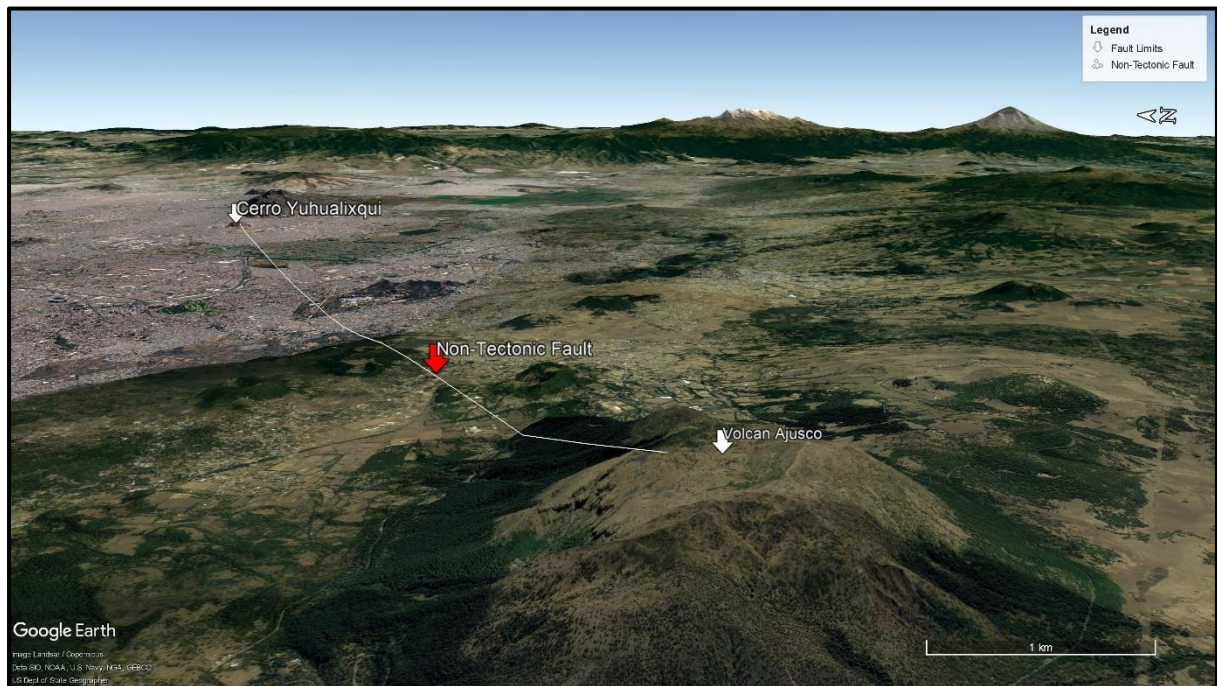 Legend
Fault Limits
Non-Tectonic Fault
N
Cerro Yuhualixqui
Non-Tectonic Fault
Volcan Ajusco
Google Earth
Image Landsat / Copernicus
Data SIO, NOAA, U.S. Navy, NGA, GEBCO
US Dept of State Geographer
1 km